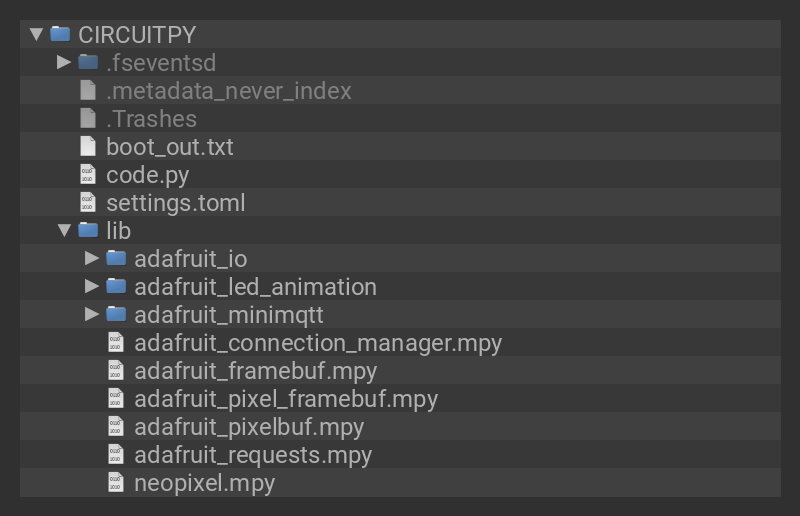 CIRCUITPY
.fseventsd
.metadata_never_index
.Trashes
boot_out.txt
code.py
settings.toml
lib
adafruit_io
adafruit_led_animation
adafruit_minimqtt
adafruit_connection_manager.mpy
adafruit_framebuf.mpy
adafruit_pixel_framebuf.mpy
adafruit_pixelbuf.mpy
adafruit_requests.mpy
neopixel.mpy